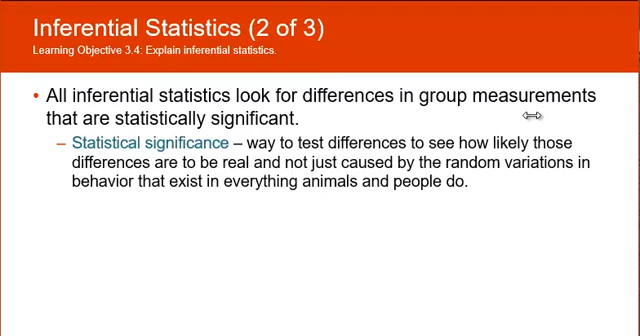 Inferential Statistics (2 of 3)
Learning Objective 3.4: Explain inferential statistics.
• All inferential statistics look for differences in group measurements
that are statistically significant.
– Statistical significance – way to test differences to see how likely those
differences are to be real and not just caused by the random variations in
behavior that exist in everything animals and people do.